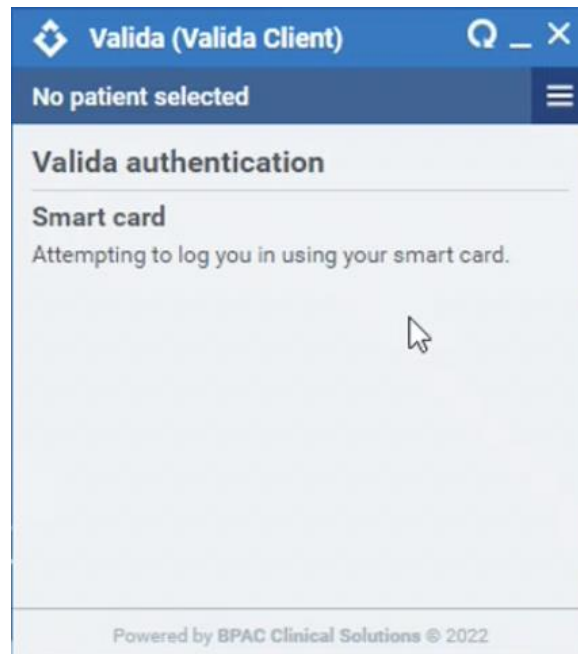 Valida (Valida Client)
No patient selected
Valida authentication
Smart card
Attempting to log you in using your smart card.
Powered by BPAC Clinical Solutions © 2022